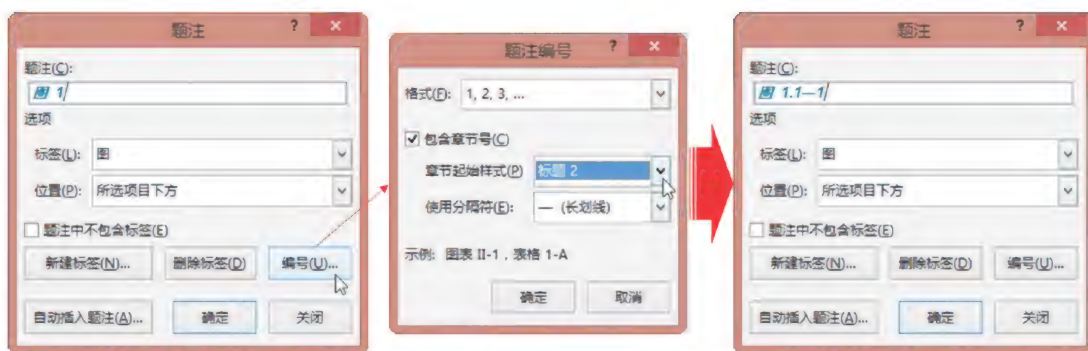 题注 ? ×
题注(C):
图 1
选项
标签(L): 图
位置(P): 所选项目下方
题注中不包含标签(E)
新建标签(N)... 删除标签(D) 编号(U)...
自动插入题注(A)... 确定 关闭
题注编号 ? ×
格式(F): 1, 2, 3, ...
包含章节号(C)
章节起始样式(P) 标题 2
使用分隔符(E): — (长划线)
示例: 图表 II-1，表格 1-A
确定 取消
题注 ? ×
题注(C):
图 1.1—1
选项
标签(L): 图
位置(P): 所选项目下方
题注中不包含标签(E)
新建标签(N)... 删除标签(D) 编号(U)...
自动插入题注(A)... 确定 关闭